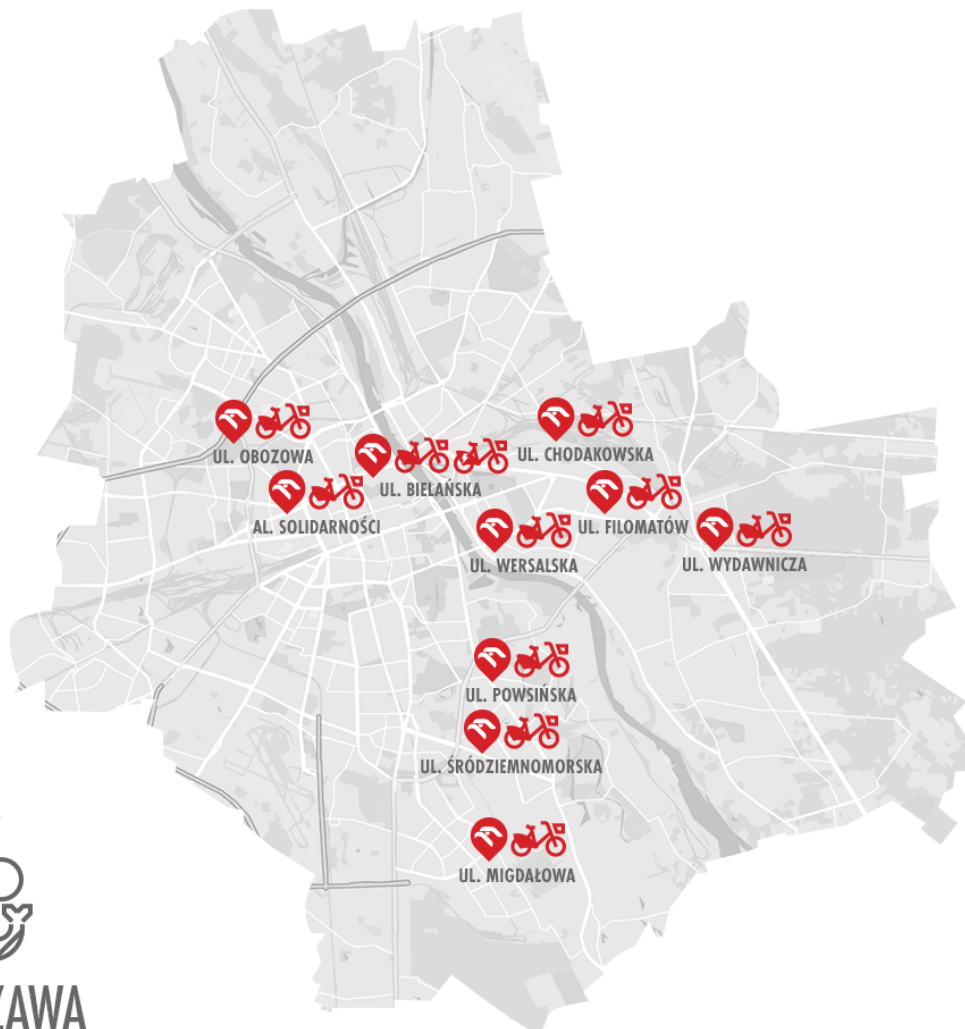 UL. OBOZOWA
UL. CHODAKOWSKA
UL. BIELAŃSKA
AL. SOLIDARNOŚCI
UL. FILOMATÓW
UL. WERSALSKA
UL. WYDAWNICZA
UL. POWSIŃSKA
UL. ŚRÓDZIEMNOMORSKA
UL. MIGDAŁOWA
ZAWA